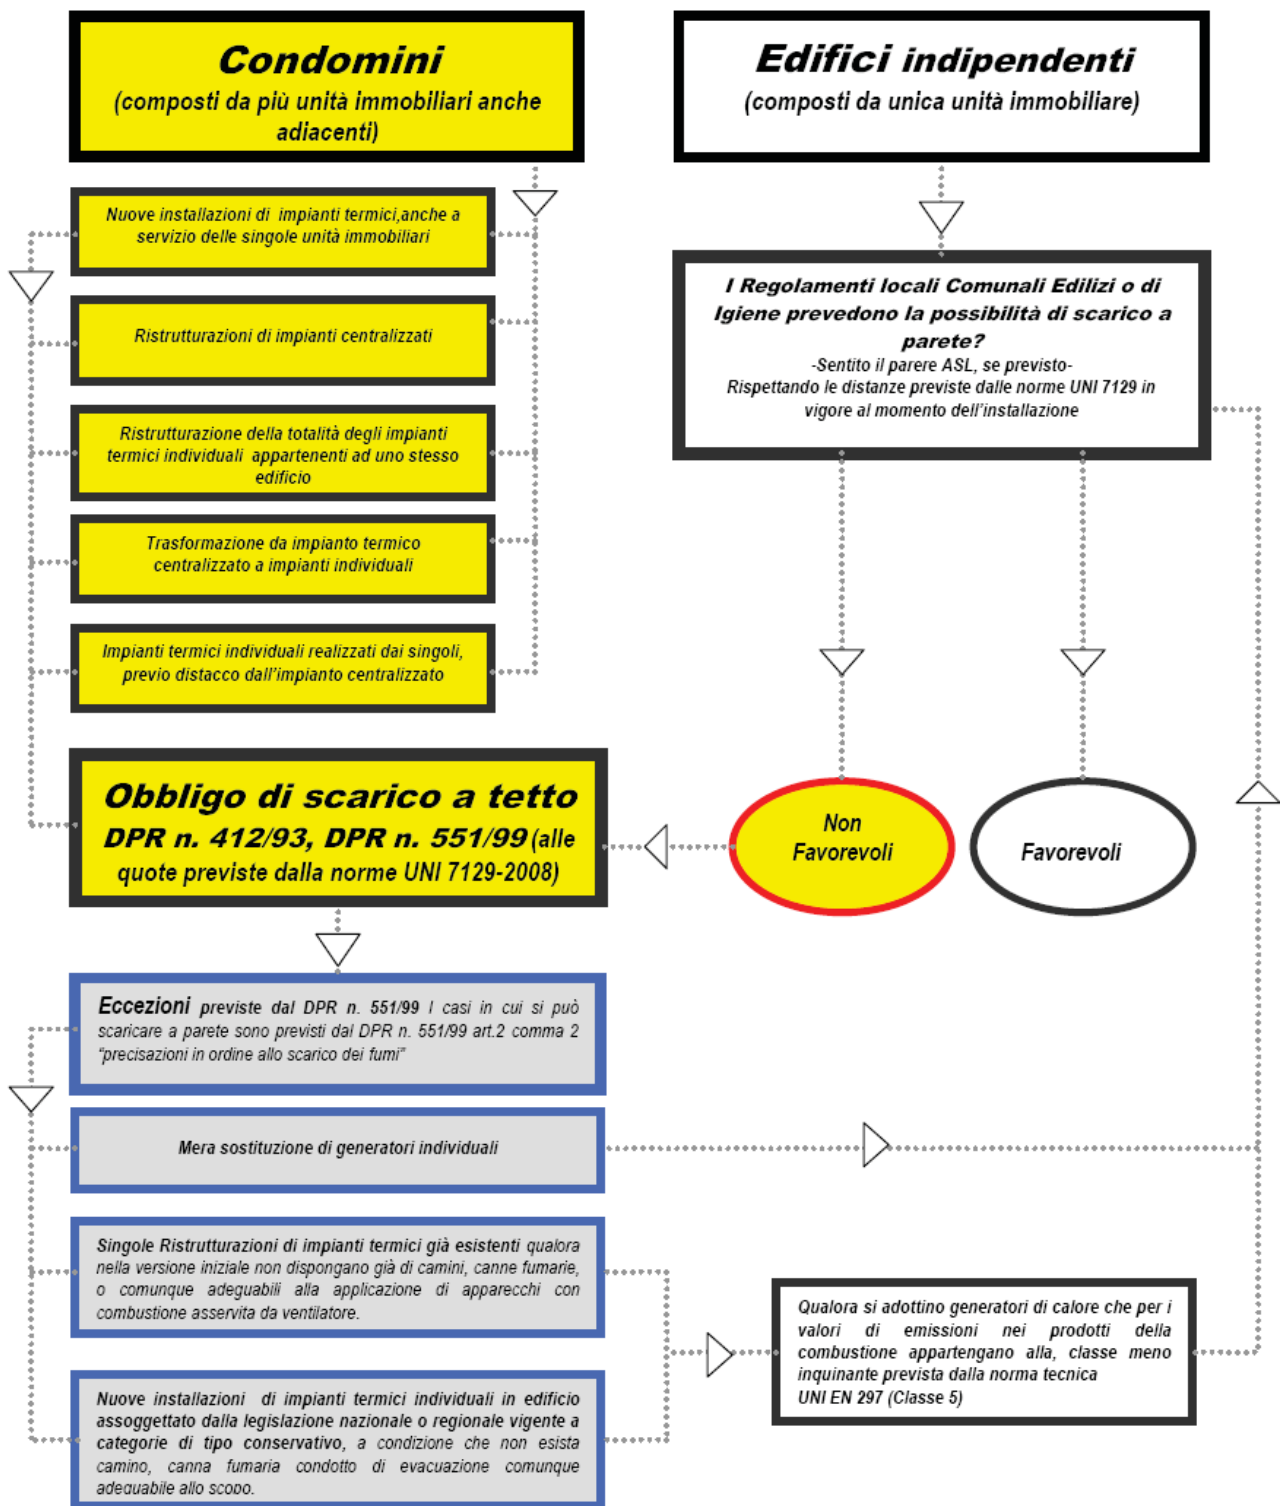 Condomini
(composti da più unità immobiliari anche
adiacenti)
Edifici indipendenti
(composti da unica unità immobiliare)
Nuove installazioni di impianti termici,anche a
servizio delle singole unità immobiliari
Ristrutturazioni di impianti centralizzati
Ristrutturazione della totalità degli impianti
termici individuali appartenenti ad uno stesso
edificio
Trasformazione da impianto termico
centralizzato a impianti individuali
Impianti termici individuali realizzati dai singoli,
previo distacco dall'impianto centralizzato
I Regolamenti locali Comunali Edilizi o di
Igiene prevedono la possibilità di scarico a
parete?
-Sentito il parere ASL, se previsto-
Rispettando le distanze previste dalle norme UNI 7129 in
vigore al momento dell'installazione
Obbligo di scarico a tetto
DPR n. 412/93, DPR n. 551/99 (alle
quote previste dalla norme UNI 7129-2008)
Non
Favorevoli
Favorevoli
Eccezioni previste dal DPR n. 551/99 I casi in cui si può
scaricare a parete sono previsti dal DPR n. 551/99 art.2 comma 2
"precisazioni in ordine allo scarico dei fumi"
Mera sostituzione di generatori individuali
Singole Ristrutturazioni di impianti termici già esistenti qualora
nella versione iniziale non dispongano già di camini, canne fumarie,
o comunque adeguabili alla applicazione di apparecchi con
combustione asservita da ventilatore.
Nuove installazioni di impianti termici individuali in edificio
assoggettato dalla legislazione nazionale o regionale vigente a
categorie di tipo conservativo, a condizione che non esista
camino, canna fumaria condotto di evacuazione comunque
adeguabile allo scopo.
Qualora si adottino generatori di calore che per i
valori di emissioni nei prodotti della
combustione appartengano alla, classe meno
inquinante prevista dalla norma tecnica
UNI EN 297 (Classe 5)